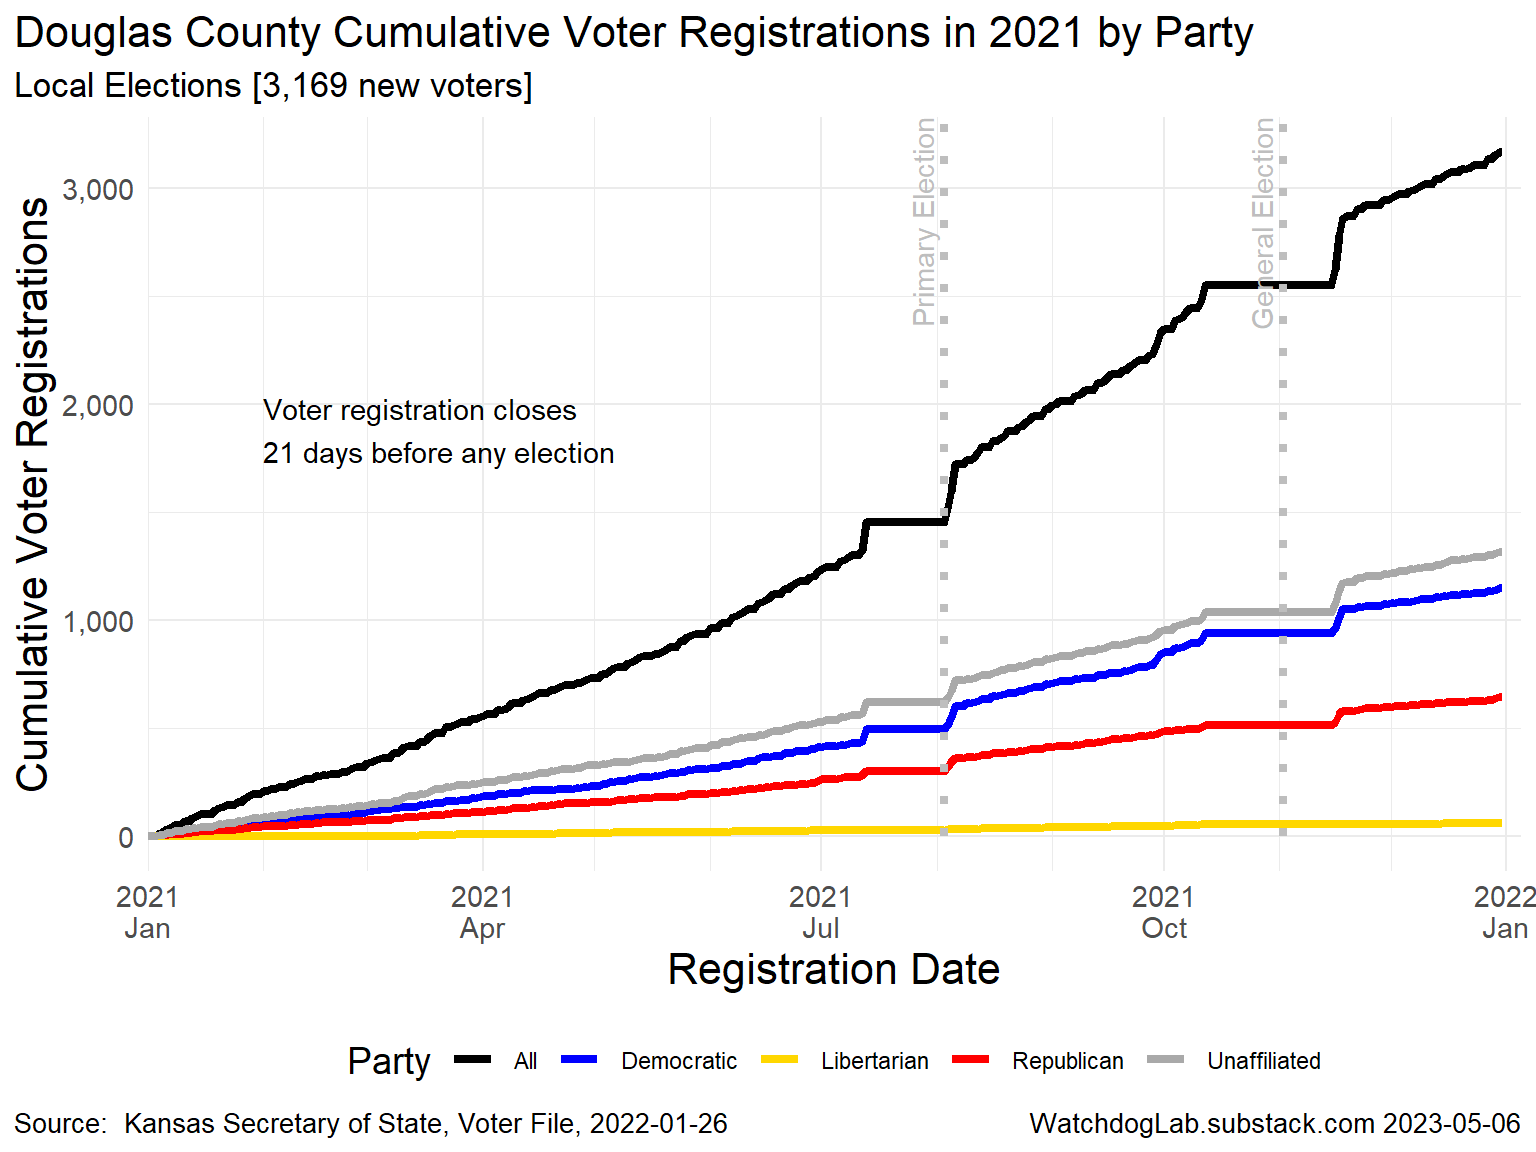 Douglas County Cumulative Voter Registrations in 2021 by Party
Local Elections [3,169 new voters]
Cumulative Voter Registrations
3,000
2,000
1,000
0
Primary Election
General Election
Voter registration closes
21 days before any election
2021
Jan
2021
Apr
2021
Jul
2021
Oct
2022
Jan
Registration Date
Party
All
Democratic
Libertarian
Republican
Unaffiliated
Source:  Kansas Secretary of State, Voter File, 2022-01-26
WatchdogLab.substack.com 2023-05-06